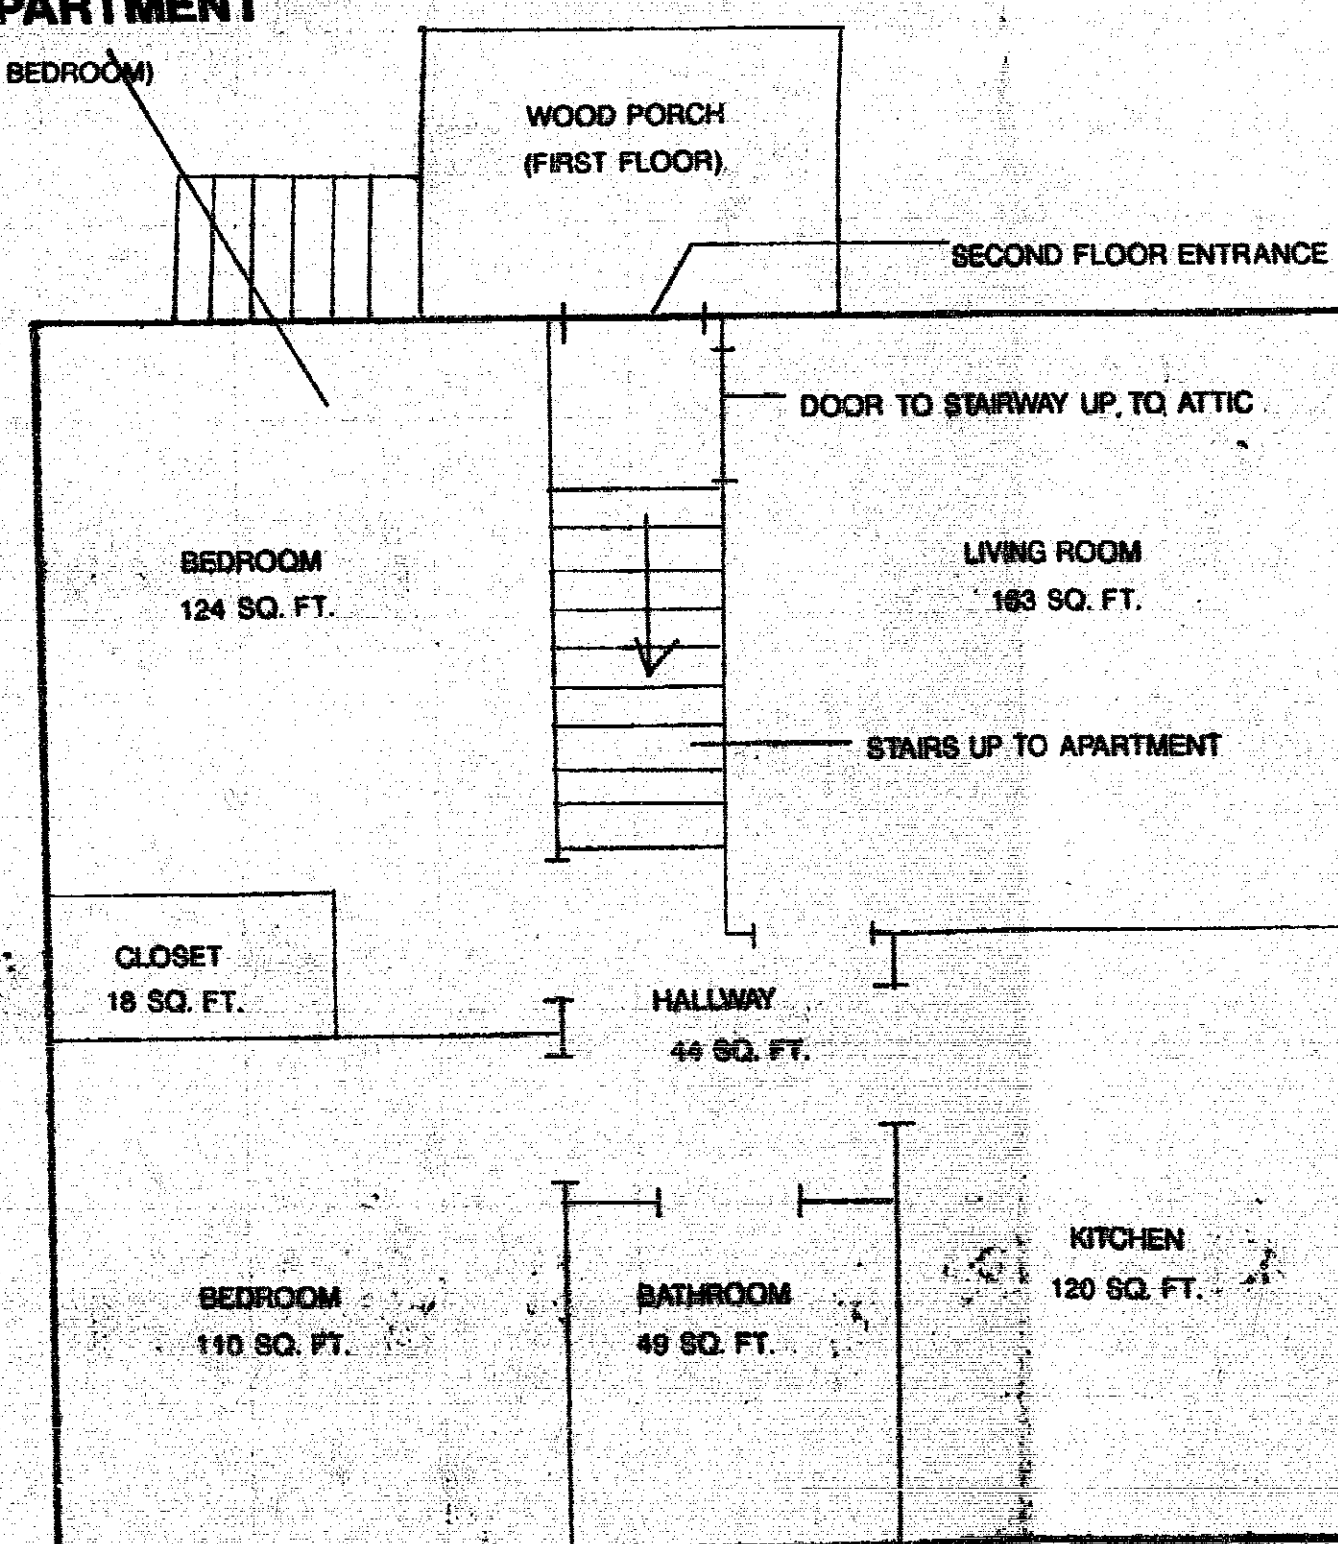 PARTMENT
BEDROOM)
WOOD PORCH
(FIRST FLOOR)
SECOND FLOOR ENTRANCE
DOOR TO STAIRWAY UP TO ATTIC
BEDROOM
124 SQ. FT.
LIVING ROOM
SQ. FT.
STAIRS UP TO APARTMENT
CLOSET
18 SQ. FT.
HALLWAY
44 SQ. FT.
KITCHEN
120 SQ. FT.
BEDROOM
110 SQ. FT.
BATHROOM
49 SQ. FT.